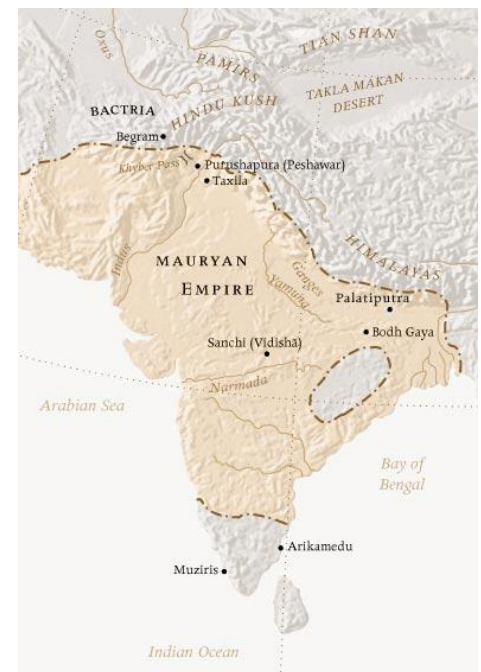 Oxus
TIAN SHAN
PAMIRS
TAKLA MAKAN
DESERT
HINDU KUSH
BACTRIA
Begram
Khyber Pass
Purushapura (Peshawar)
Taxila
Indus
HIMALAYAS
MAURYAN
EMPIRE
Ganges
Yamuna
Palatiputra
Bodh Gaya
Sanchi (Vidisha)
Narmada
Arabian Sea
Bay of
Bengal
Arikamedu
Muziris
Indian Ocean